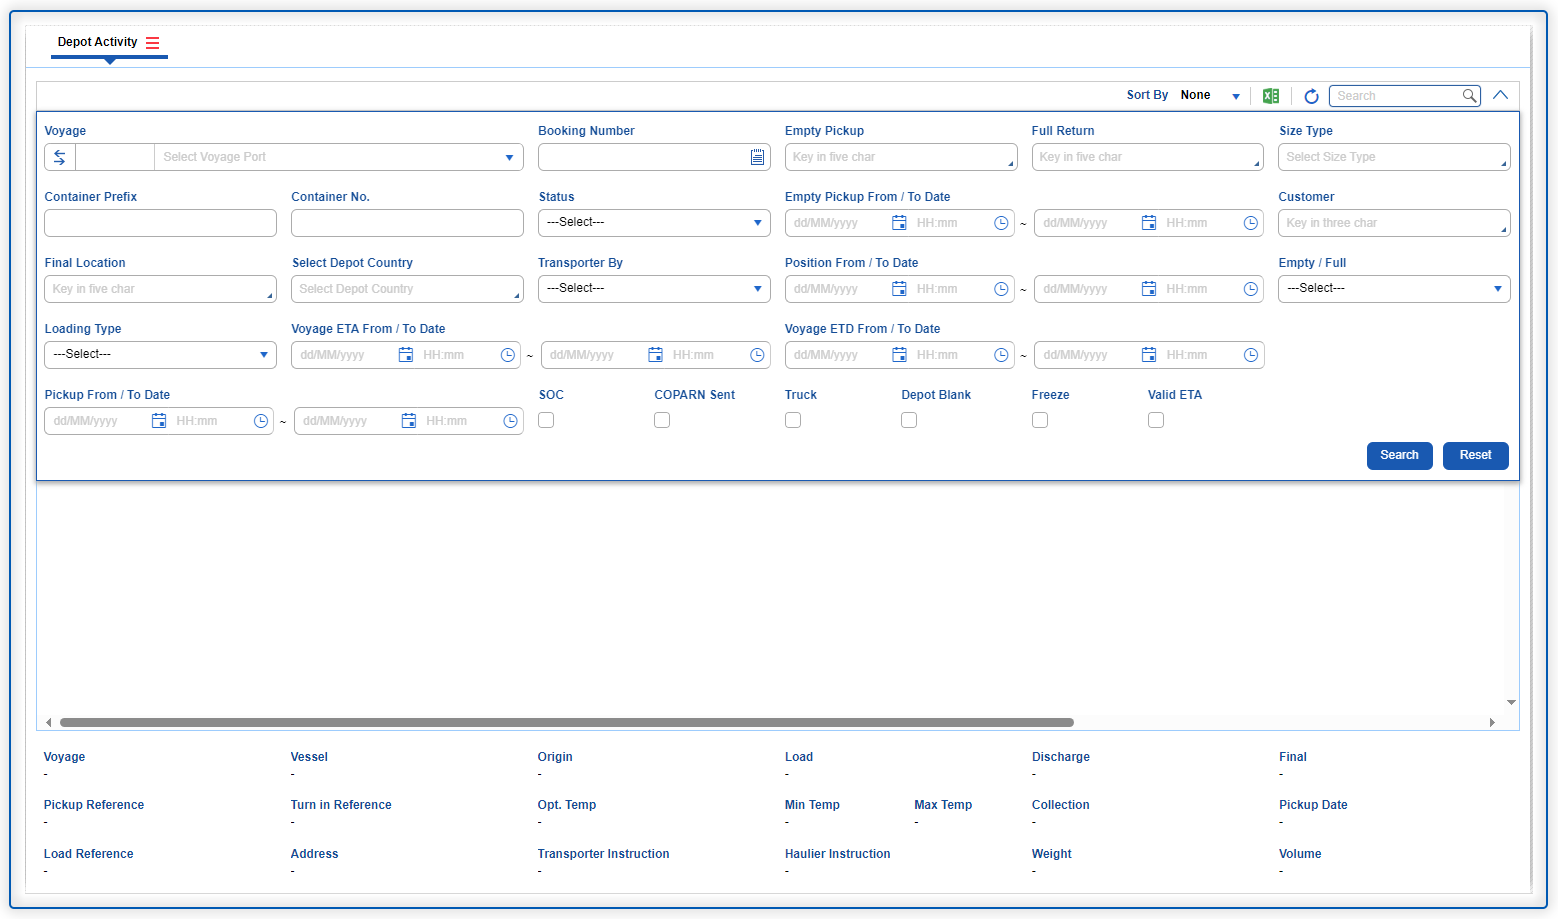 Depot Activity
Sort By None Search
Voyage Booking Number Empty Pickup Full Return Size Type
Select Voyage Port Key in five char Key in five char Select Size Type
Container Prefix Container No. Status Empty Pickup From / To Date Customer
---Select--- dd/MM/yyyy HH:mm ~ dd/MM/yyyy HH:mm Key in three char
Final Location Select Depot Country Transporter By Position From / To Date Empty / Full
Key in five char Select Depot Country ---Select--- dd/MM/yyyy HH:mm ~ dd/MM/yyyy HH:mm ---Select---
Loading Type Voyage ETA From / To Date Voyage ETD From / To Date
---Select--- dd/MM/yyyy HH:mm ~ dd/MM/yyyy HH:mm dd/MM/yyyy HH:mm ~ dd/MM/yyyy HH:mm
Pickup From / To Date SOC COPARN Sent Truck Depot Blank Freeze Valid ETA
dd/MM/yyyy HH:mm ~ dd/MM/yyyy HH:mm
Search Reset
Voyage Vessel Origin Load Discharge Final
- - - - - -
Pickup Reference Turn in Reference Opt. Temp Min Temp Max Temp Collection Pickup Date
- - - - - - -
Load Reference Address Transporter Instruction Haulier Instruction Weight Volume
- - - - - -